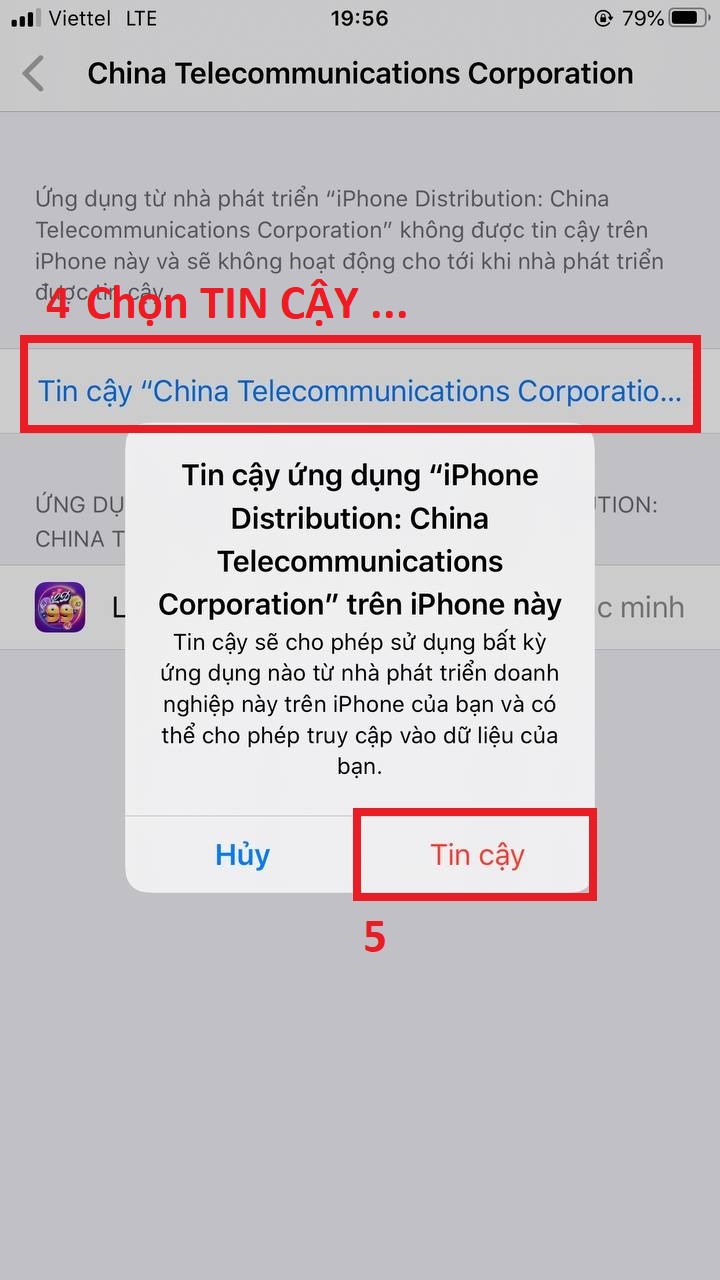 Viettel LTE 19:56 79%
China Telecommunications Corporation
Ứng dụng từ nhà phát triển “iPhone Distribution: China
Telecommunications Corporation” không được tin cậy trên
iPhone này và sẽ không hoạt động cho tới khi nhà phát triển
được tin cậy.
4 Chọn TIN CẬY ...
Tin cậy “China Telecommunications Corporatio...
Tin cậy ứng dụng “iPhone
Distribution: China
Telecommunications
Corporation” trên iPhone này
Tin cậy sẽ cho phép sử dụng bất kỳ
ứng dụng nào từ nhà phát triển doanh
nghiệp này trên iPhone của bạn và có
thể cho phép truy cập vào dữ liệu của
bạn.
ỨNG DỤ TION:
CHINA T
99 L c minh
Hủy Tin cậy
5